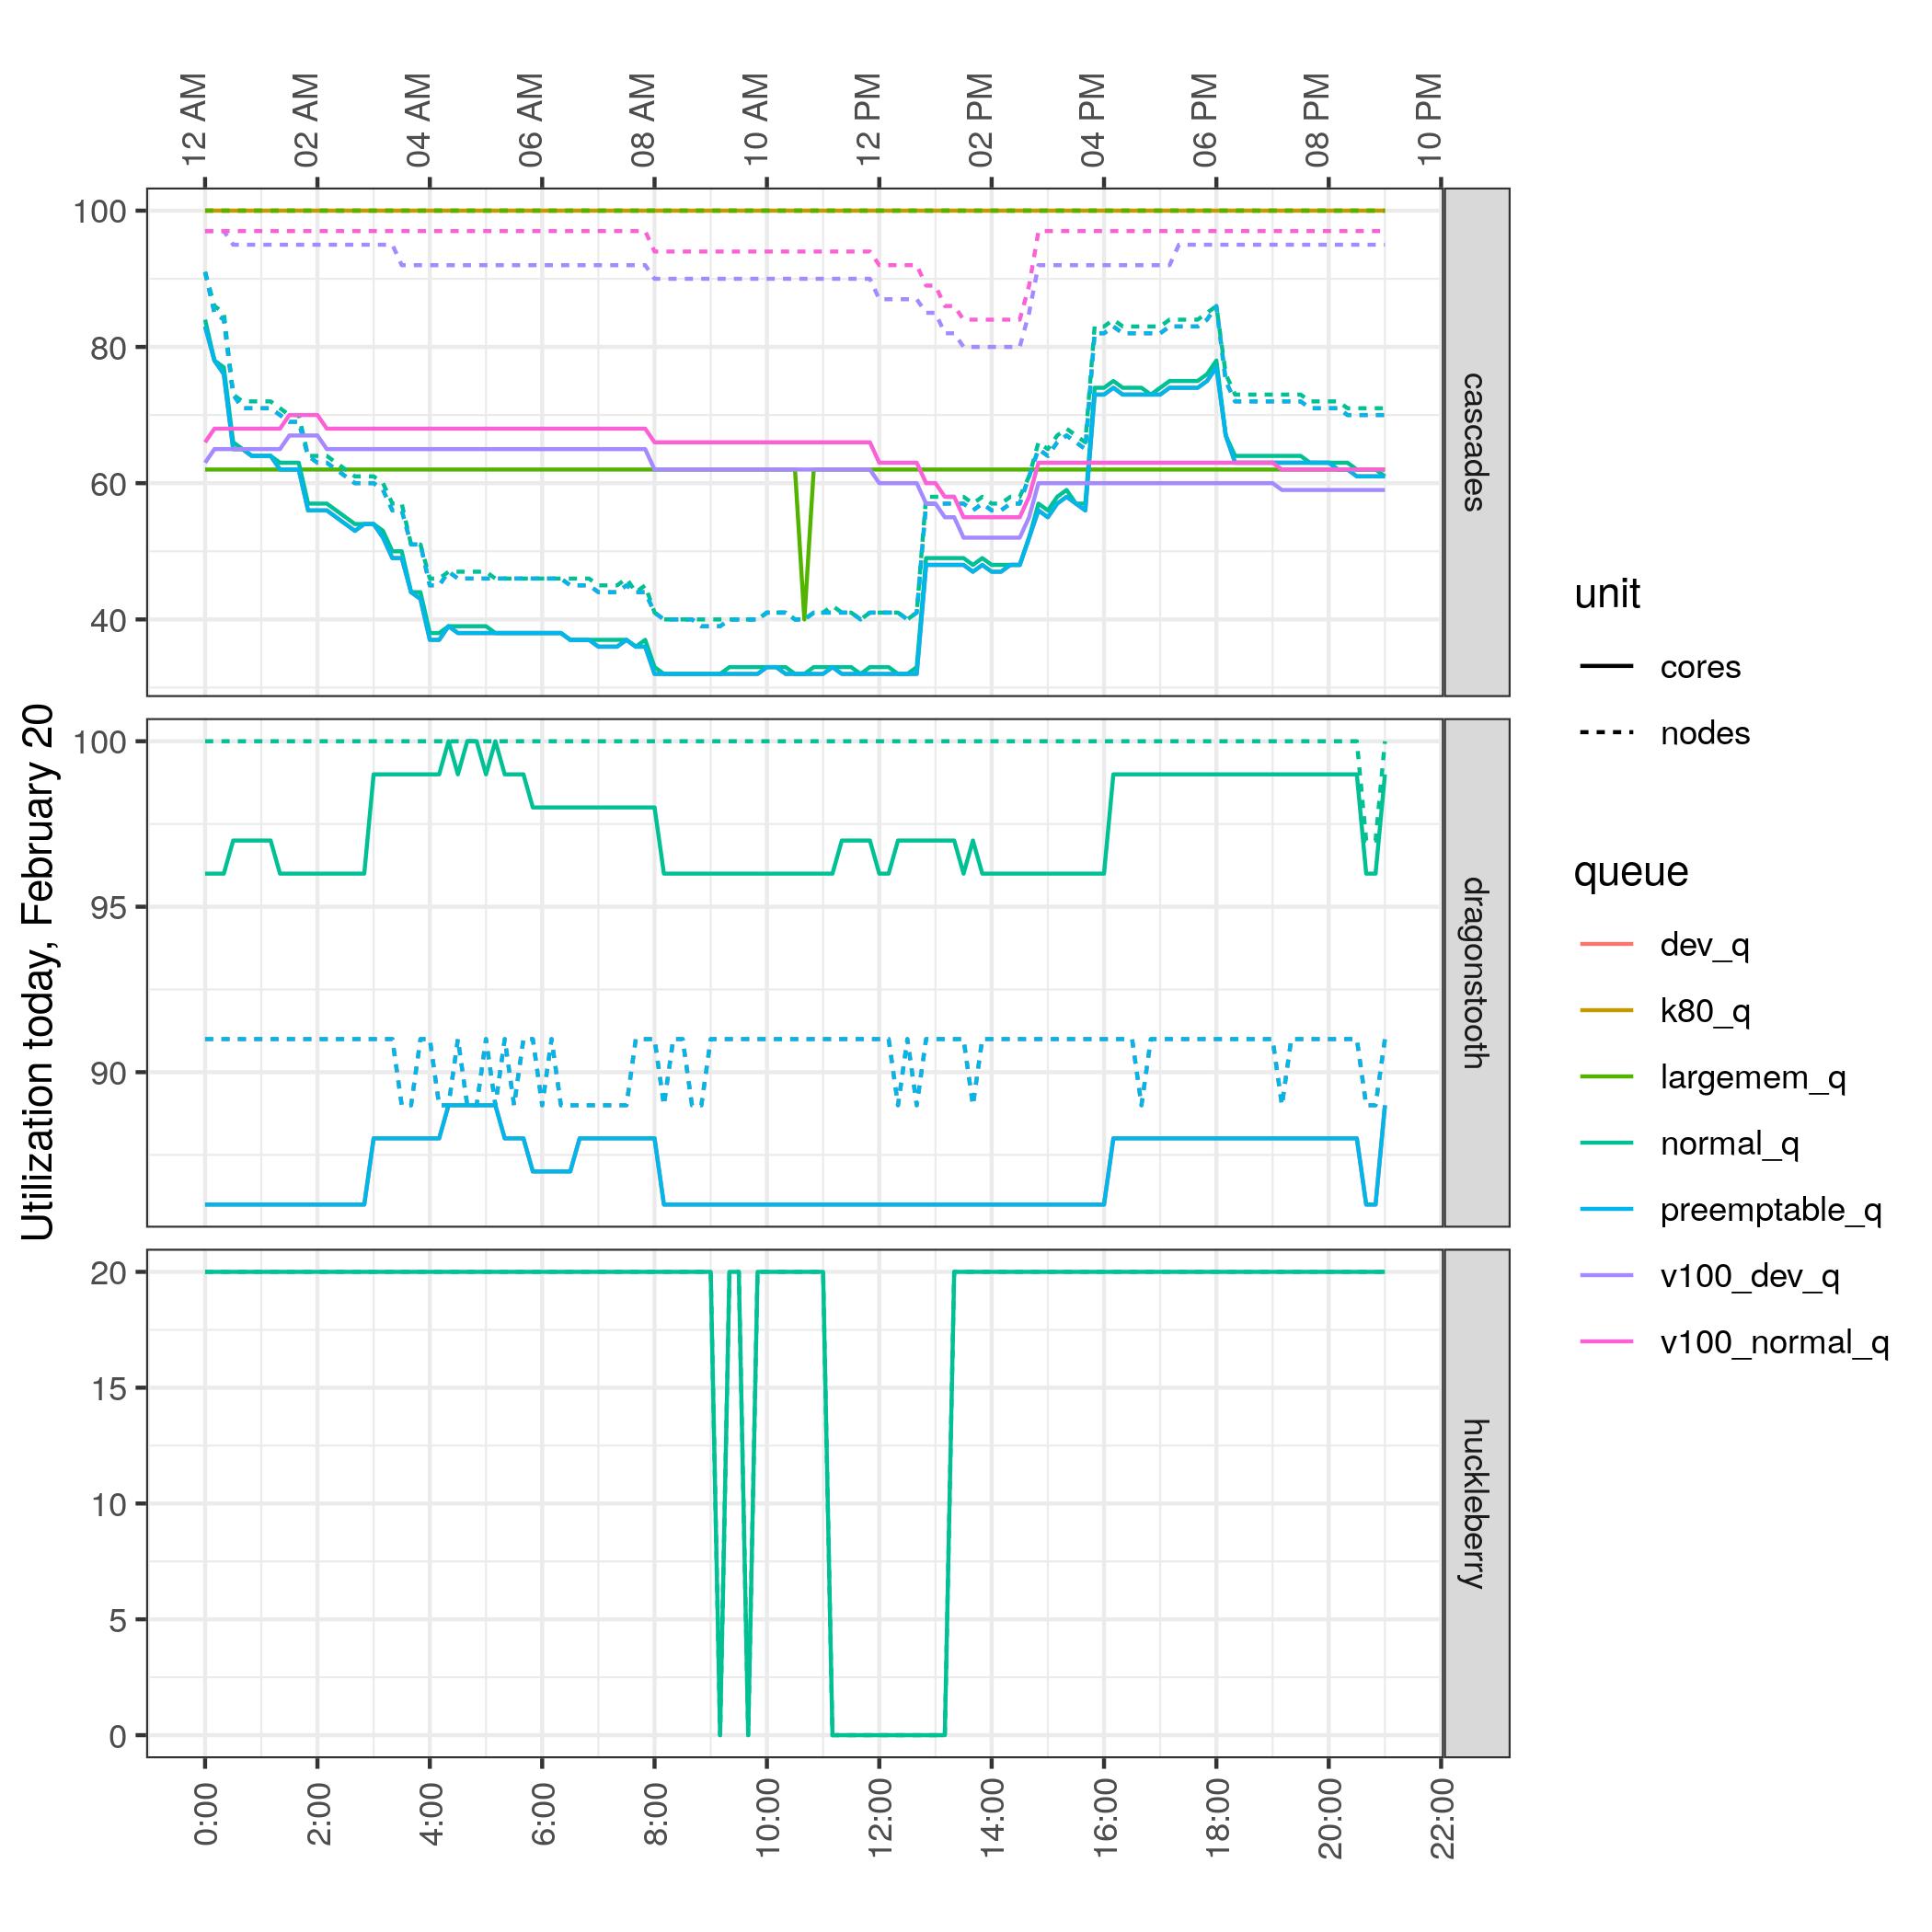 12 AM
02 AM
04 AM
06 AM
08 AM
10 AM
12 PM
02 PM
04 PM
06 PM
08 PM
10 PM
Utilization today, February 20
100
80
60
40
cascades
100
95
90
dragonstooth
20
15
10
5
0
huckleberry
0:00
2:00
4:00
6:00
8:00
10:00
12:00
14:00
16:00
18:00
20:00
22:00
unit
cores
nodes
queue
dev_q
k80_q
largemem_q
normal_q
preemptable_q
v100_dev_q
v100_normal_q